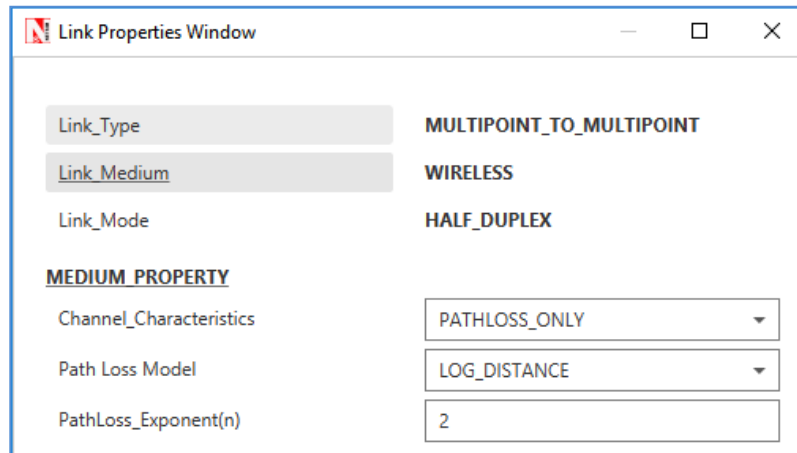 Link Properties Window
Link_Type MULTIPOINT_TO_MULTIPOINT
Link_Medium WIRELESS
Link_Mode HALF_DUPLEX
MEDIUM_PROPERTY
Channel_Characteristics PATHLOSS_ONLY
Path Loss Model LOG_DISTANCE
PathLoss_Exponent(n) 2